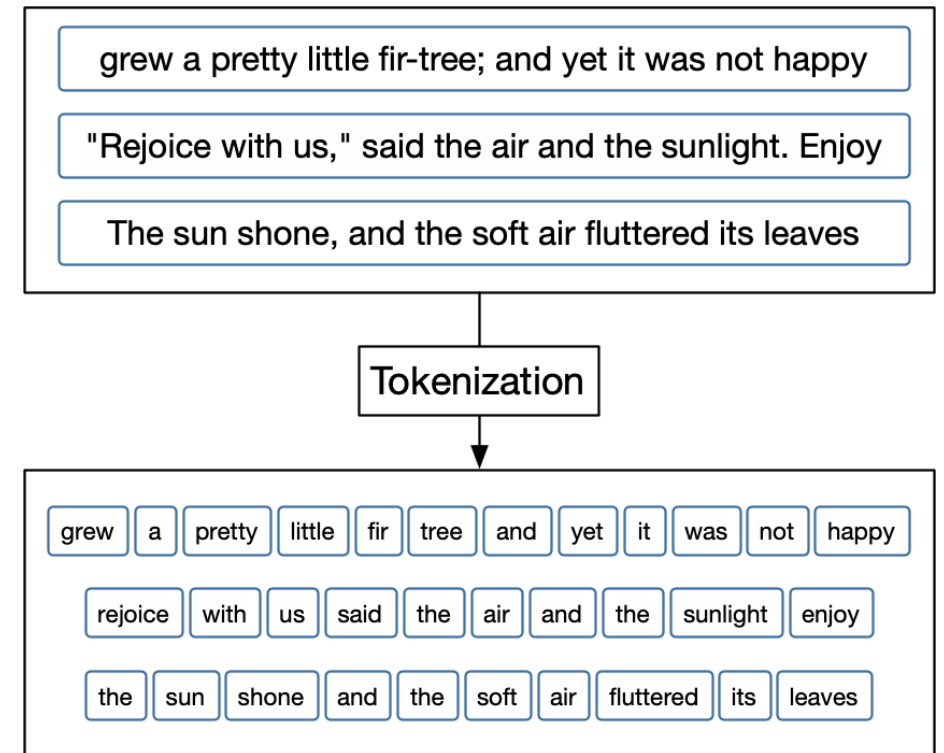 grew a pretty little fir-tree; and yet it was not happy
"Rejoice with us," said the air and the sunlight. Enjoy
The sun shone, and the soft air fluttered its leaves
Tokenization
grew a pretty little fir tree and yet it was not happy
rejoice with us said the air and the sunlight enjoy
the sun shone and the soft air fluttered its leaves